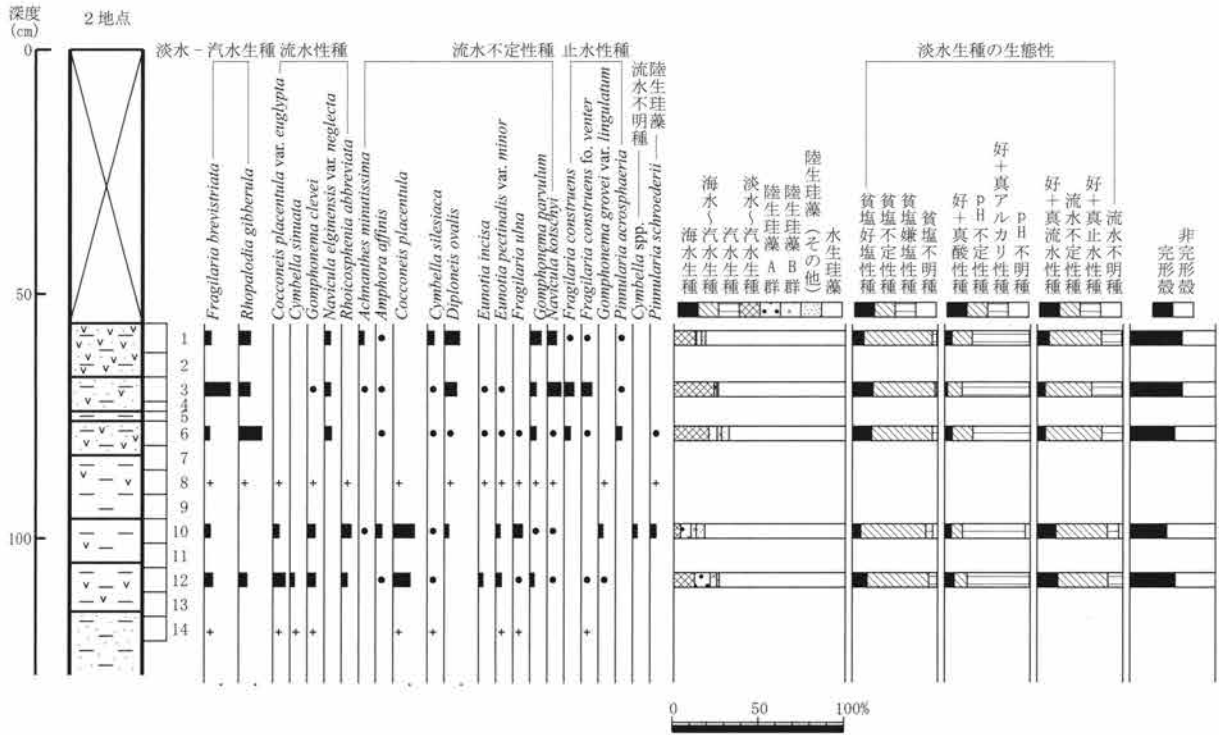 深度
(cm)
2地点
0
50
100
淡水－汽水生種
流水性種
流水不定性種
止水性種
流水不明種
陸生珪藻
Fragilaria brevistriata
Rhopalodia gibberula
Cocconeis placentula var. euglypta
Cymbella sinuata
Gomphonema clevei
Navicula elginensis var. neglecta
Rhoicosphenia abbreviata
Achnanthes minutissima
Amphora affinis
Cocconeis placentula
Cymbella silesiaca
Diploneis ovalis
Eunotia incisa
Eunotia pectinalis var. minor
Fragilaria ulna
Gomphonema parvulum
Navicula kotschyi
Fragilaria construens
Fragilaria construens fo. venter
Pinnularia acrosphaeria
Gomphonema grovei var. lingulatum
Cymbella spp.
Pinnularia schroederii
海水生種
海水～汽水生種
汽水生種
淡水～汽水生種
陸生珪藻A群
陸生珪藻B群
陸生珪藻(その他)
水生珪藻
淡水生種の生態性
貧塩好塩性種
貧塩不定性種
貧塩嫌塩性種
貧塩不明種
好＋真酸性種
pH不定性種
好＋真アルカリ性種
pH不明種
好＋真流水性種
流水不定性種
好＋真止水性種
流水不明種
完形殻
非完形殻
1
2
3
4
5
6
7
8
9
10
11
12
13
14
0
50
100%